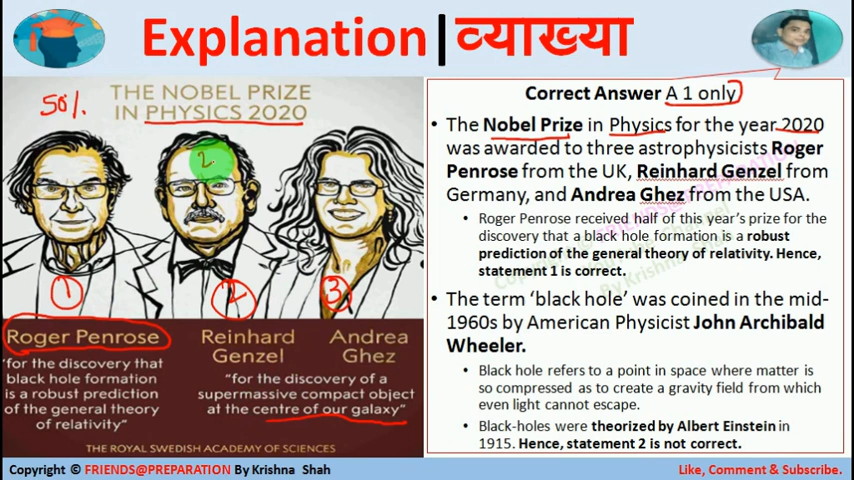 Explanation|व्याख्या
THE NOBEL PRIZE
IN PHYSICS 2020
50%
2
1
2
3
Roger Penrose
"for the discovery that
black hole formation
is a robust prediction
of the general theory
of relativity"
Reinhard
Genzel
Andrea
Ghez
"for the discovery of a
supermassive compact object
at the centre of our galaxy"
THE ROYAL SWEDISH ACADEMY OF SCIENCES
Correct Answer A 1 only
• The Nobel Prize in Physics for the year 2020
was awarded to three astrophysicists Roger
Penrose from the UK, Reinhard Genzel from
Germany, and Andrea Ghez from the USA.
• Roger Penrose received half of this year's prize for the
discovery that a black hole formation is a robust
prediction of the general theory of relativity. Hence,
statement 1 is correct.
• The term 'black hole' was coined in the mid-
1960s by American Physicist John Archibald
Wheeler.
• Black hole refers to a point in space where matter is
so compressed as to create a gravity field from which
even light cannot escape.
• Black-holes were theorized by Albert Einstein in
1915. Hence, statement 2 is not correct.
Copyright © FRIENDS@PREPARATION By Krishna Shah
Like, Comment & Subscribe.